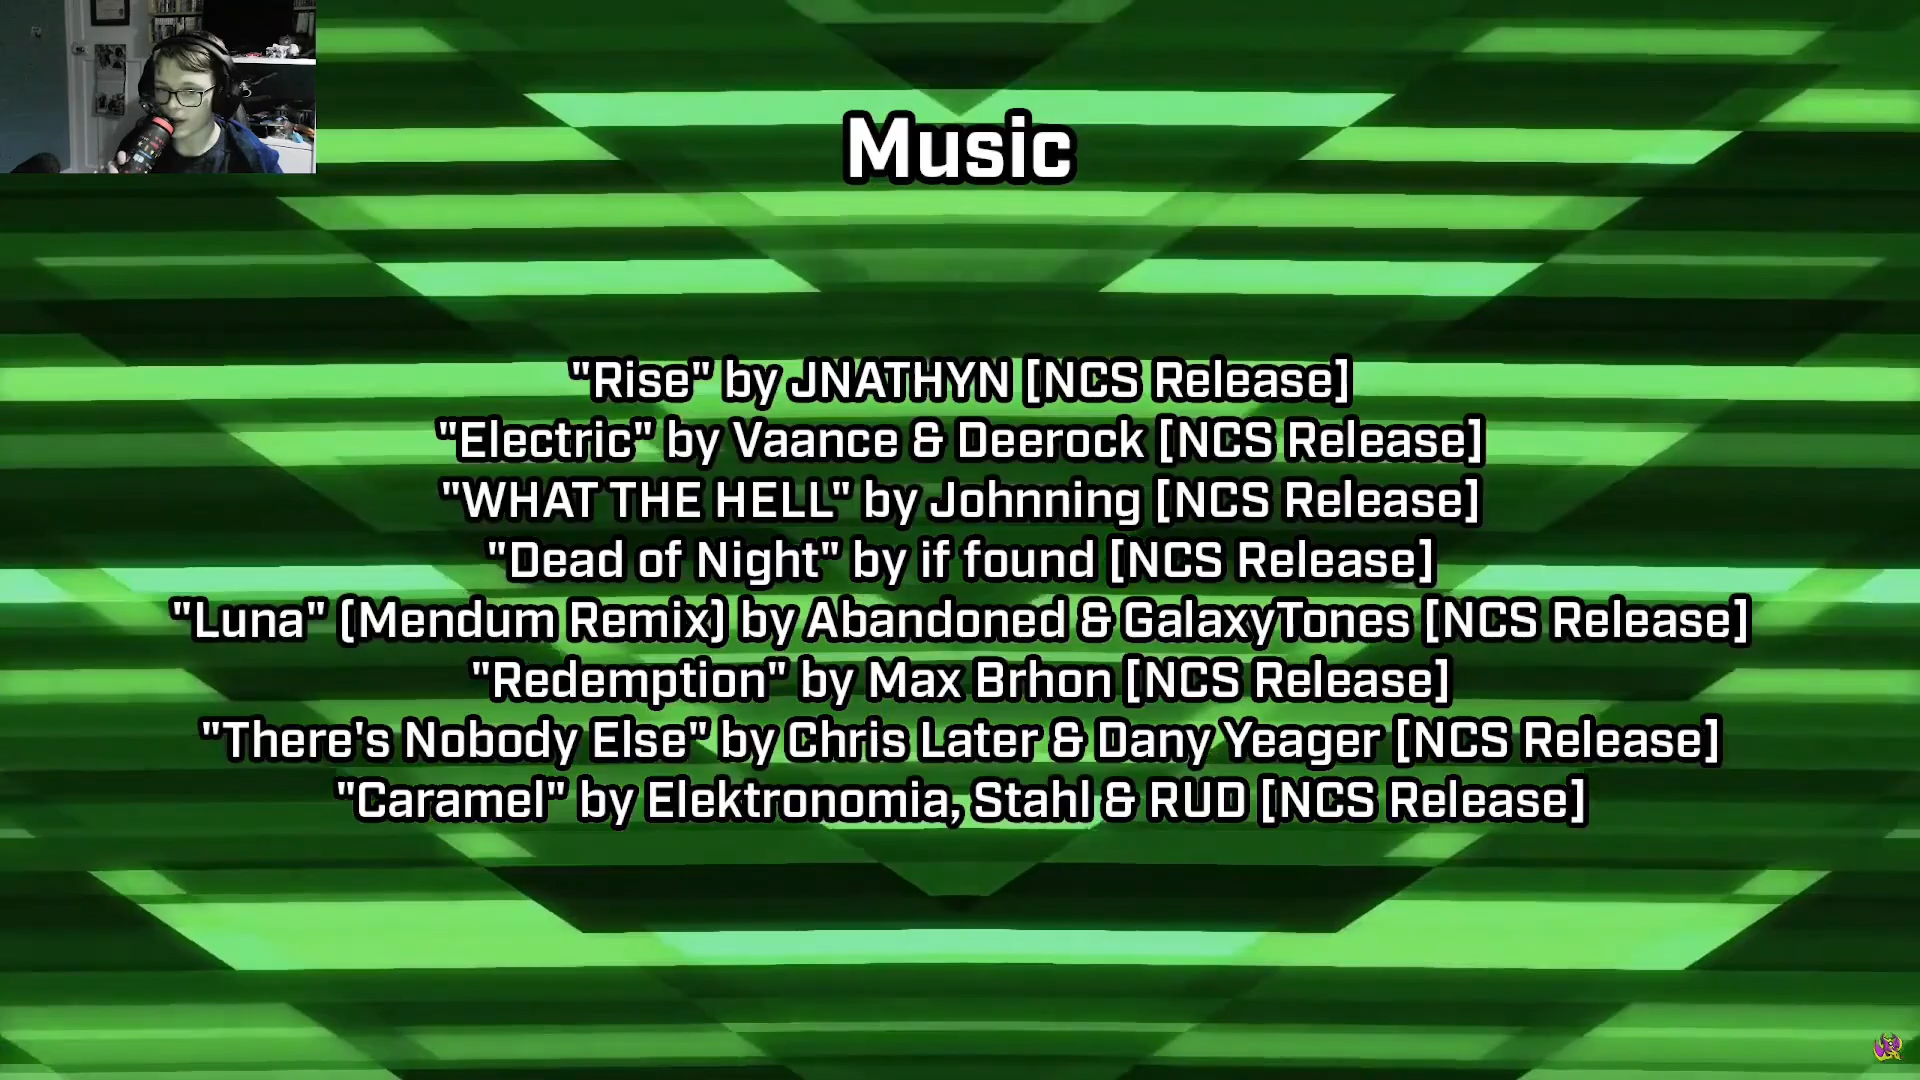 Music
"Rise" by JNATHYN [NCS Release]
"Electric" by Vaance & Deerock [NCS Release]
"WHAT THE HELL" by Johnning [NCS Release]
"Dead of Night" by if found [NCS Release]
"Luna" (Mendum Remix) by Abandoned & GalaxyTones [NCS Release]
"Redemption" by Max Brhon [NCS Release]
"There's Nobody Else" by Chris Later & Dany Yeager [NCS Release]
"Caramel" by Elektronomia, Stahl & RUD [NCS Release]